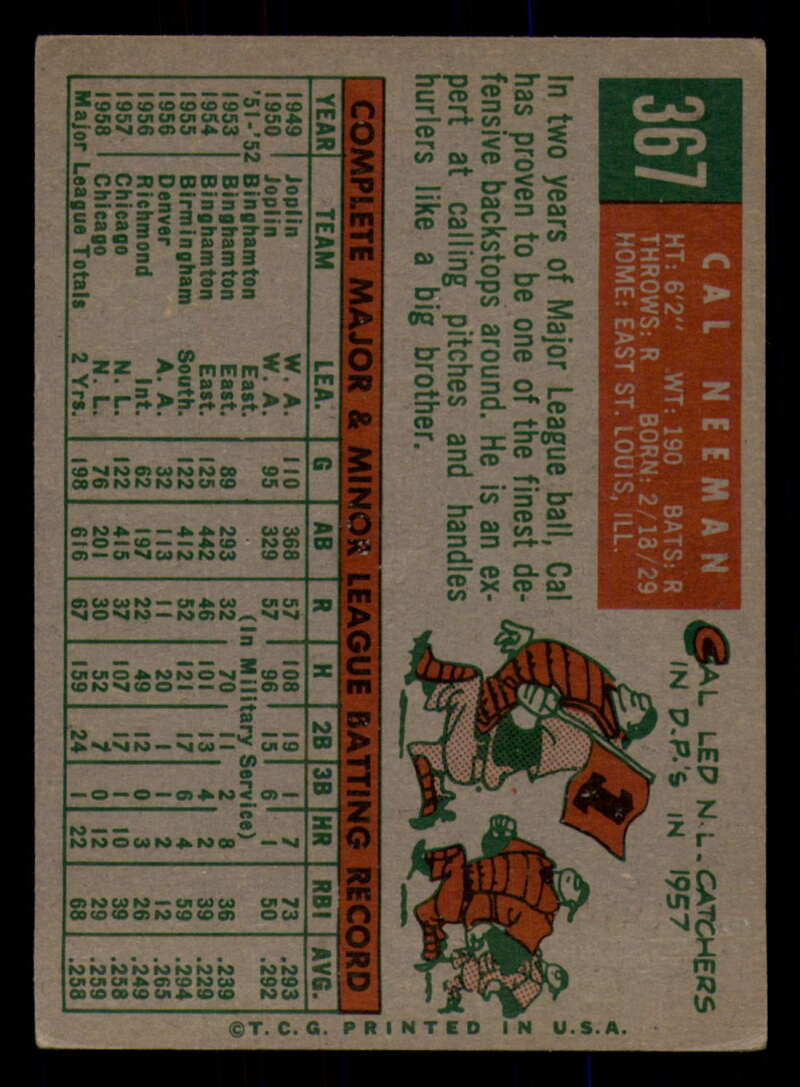 367
CAL NEEMAN
HT: 6'2" WT: 190 BATS: R
THROWS: R BORN: 2/18/29
HOME: EAST ST. LOUIS, ILL.
In two years of Major League ball, Cal
has proven to be one of the finest de-
fensive backstops around. He is an ex-
pert at calling pitches and handles
hurlers like a big brother.
CAL LED N.L. CATCHERS
IN D.P.'S IN 1957
1
COMPLETE MAJOR & MINOR LEAGUE BATTING RECORD
YEAR TEAM LEA. G AB R H 2B 3B HR RBI AVG.
1949 Joplin W. A. 110 368 57 108 19 1 7 73 .293
1950 Joplin W. A. 95 329 57 96 15 6 1 50 .292
'51-'52 Binghamton East. (In Military Service)
1953 Binghamton East. 89 293 32 70 11 2 8 36 .239
1954 Binghamton East. 125 442 46 101 13 4 2 39 .229
1955 Birmingham South. 122 412 52 121 17 6 4 59 .294
1956 Denver A. A. 32 113 11 20 1 1 2 12 .265
1956 Richmond Int. 62 197 22 49 12 0 3 26 .249
1957 Chicago N. L. 122 415 37 107 17 1 10 39 .258
1958 Chicago N. L. 76 201 30 52 7 0 12 29 .259
Major League Totals 2 Yrs. 198 616 67 159 24 1 22 68 .258
©T.C.G. PRINTED IN U.S.A.